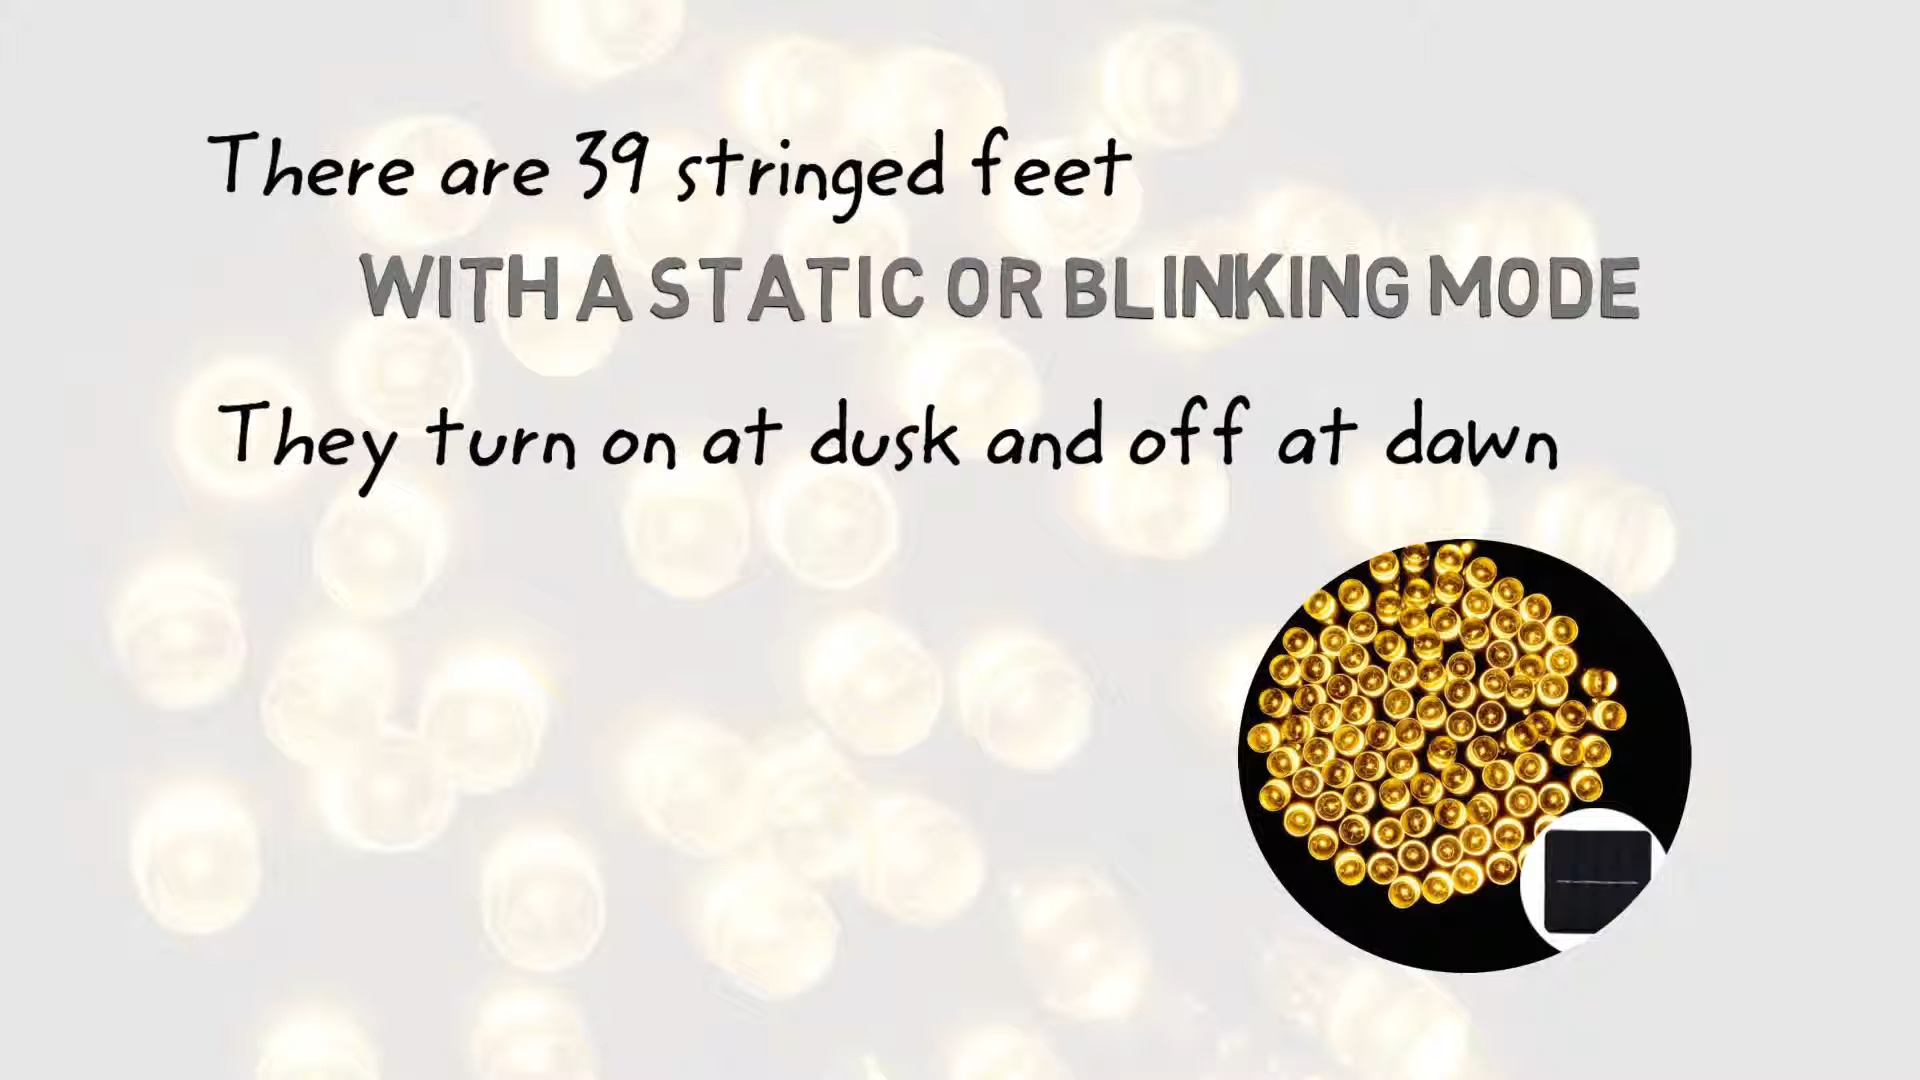 There are 39 stringed feet
WITH A STATIC OR BLINKING MODE
They turn on at dusk and off at dawn